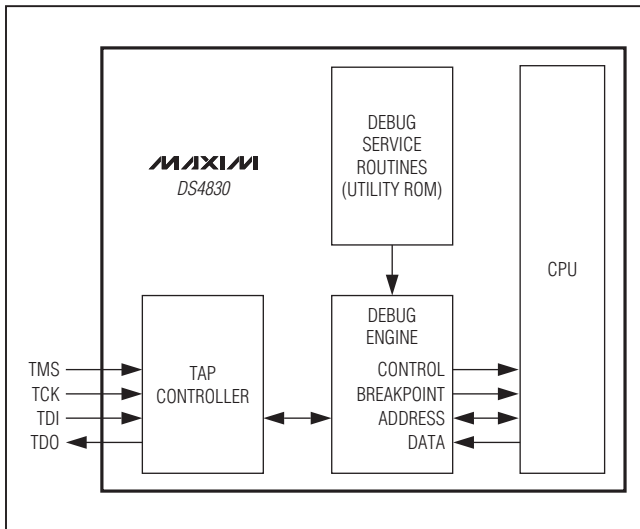 DEBUG
SERVICE
ROUTINES
(UTILITY ROM)
MAXIM
DS4830
CPU
TMS
TCK
TDI
TDO
TAP
CONTROLLER
DEBUG
ENGINE
CONTROL
BREAKPOINT
ADDRESS
DATA